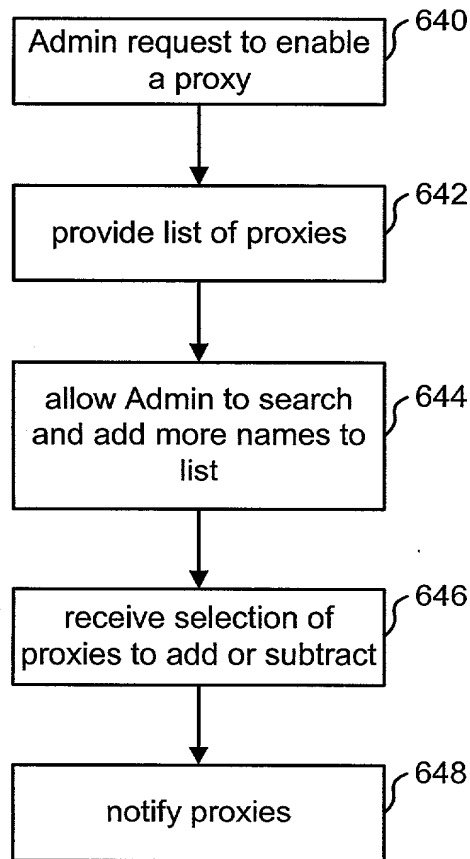 640
Admin request to enable
a proxy
642
provide list of proxies
644
allow Admin to search
and add more names to
list
646
receive selection of
proxies to add or subtract
648
notify proxies